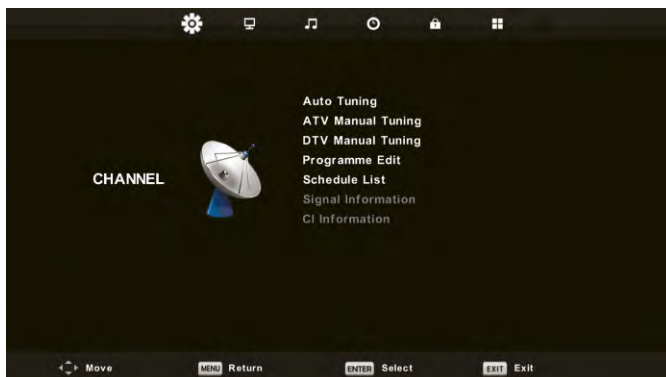 Auto Tuning
ATV Manual Tuning
DTV Manual Tuning
Programme Edit
CHANNEL
Schedule List
Signal Information
CI Information
Move MENU Return ENTER Select EXIT Exit